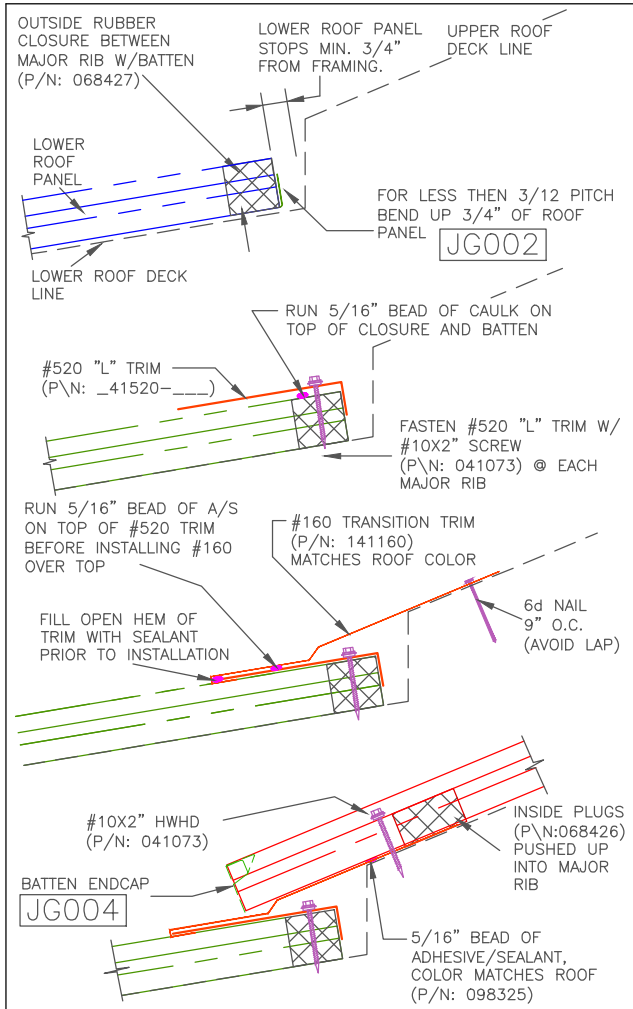 OUTSIDE RUBBER
CLOSURE BETWEEN
MAJOR RIB W/BATTEN
(P/N: 068427)
LOWER ROOF PANEL
STOPS MIN. 3/4"
FROM FRAMING.
UPPER ROOF
DECK LINE
LOWER
ROOF
PANEL
FOR LESS THEN 3/12 PITCH
BEND UP 3/4" OF ROOF
PANEL
JG002
LOWER ROOF DECK
LINE
RUN 5/16" BEAD OF CAULK ON
TOP OF CLOSURE AND BATTEN
#520 "L" TRIM
(P\N: _41520-___)
FASTEN #520 "L" TRIM W/
#10X2" SCREW
(P\N: 041073) @ EACH
MAJOR RIB
RUN 5/16" BEAD OF A/S
ON TOP OF #520 TRIM
BEFORE INSTALLING #160
OVER TOP
#160 TRANSITION TRIM
(P/N: 141160)
MATCHES ROOF COLOR
6d NAIL
9" O.C.
(AVOID LAP)
FILL OPEN HEM OF
TRIM WITH SEALANT
PRIOR TO INSTALLATION
#10X2" HWHD
(P/N: 041073)
INSIDE PLUGS
(P\N:068426)
PUSHED UP
INTO MAJOR
RIB
BATTEN ENDCAP
JG004
5/16" BEAD OF
ADHESIVE/SEALANT,
COLOR MATCHES ROOF
(P/N: 098325)